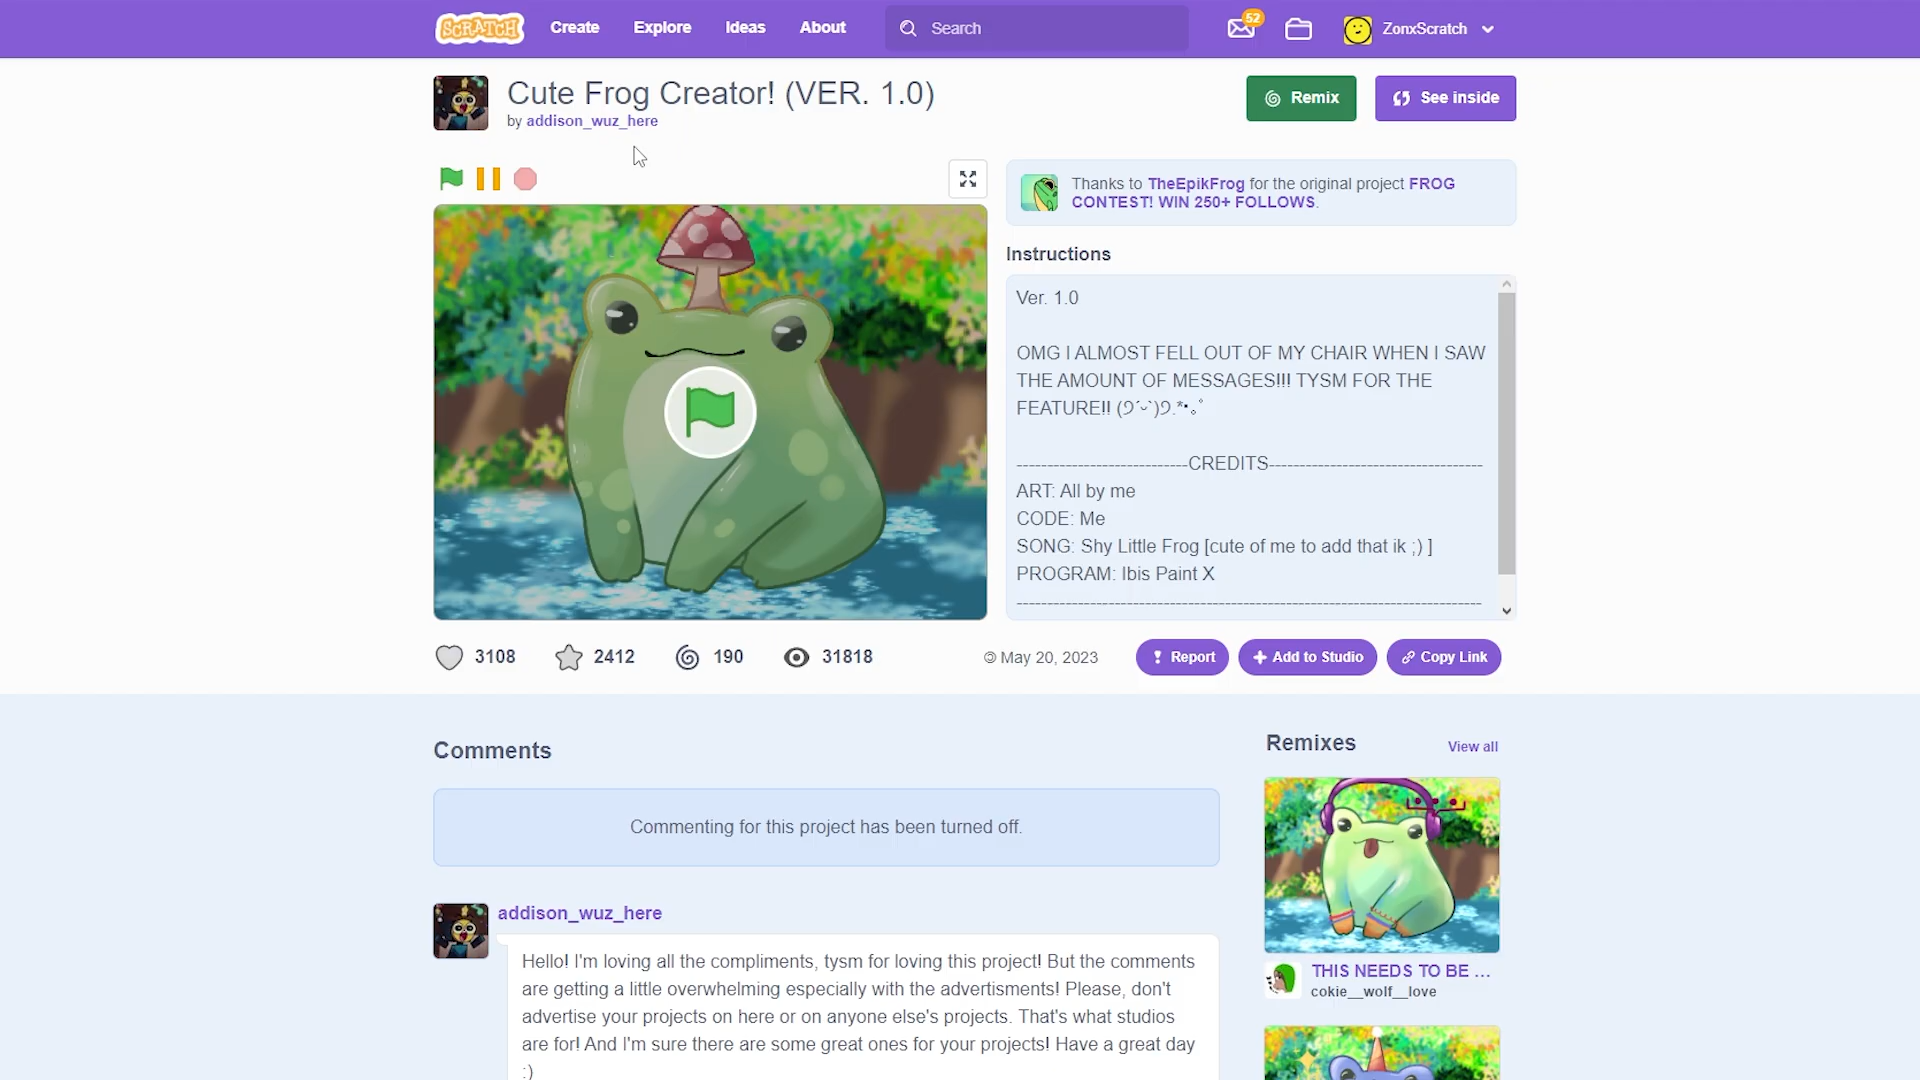 SCRATCH
Create
Explore
Ideas
About
Search
52
ZonxScratch
Cute Frog Creator! (VER. 1.0)
by addison_wuz_here
Remix
See inside
Thanks to TheEpikFrog for the original project FROG
CONTEST! WIN 250+ FOLLOWS.
Instructions
Ver. 1.0
OMG I ALMOST FELL OUT OF MY CHAIR WHEN I SAW
THE AMOUNT OF MESSAGES!!! TYSM FOR THE
FEATURE!! (੭ˊᵕˋ)੭.*･｡ﾟ
----------------------------CREDITS-----------------------------------
ART: All by me
CODE: Me
SONG: Shy Little Frog [cute of me to add that ik ;) ]
PROGRAM: Ibis Paint X
----------------------------------------------------------------------------
3108
2412
190
31818
© May 20, 2023
Report
Add to Studio
Copy Link
Comments
Commenting for this project has been turned off.
addison_wuz_here
Hello! I'm loving all the compliments, tysm for loving this project! But the comments
are getting a little overwhelming especially with the advertisments! Please, don't
advertise your projects on here or on anyone else's projects. That's what studios
are for! And I'm sure there are some great ones for your projects! Have a great day
:)
Remixes
View all
THIS NEEDS TO BE ...
cokie__wolf__love